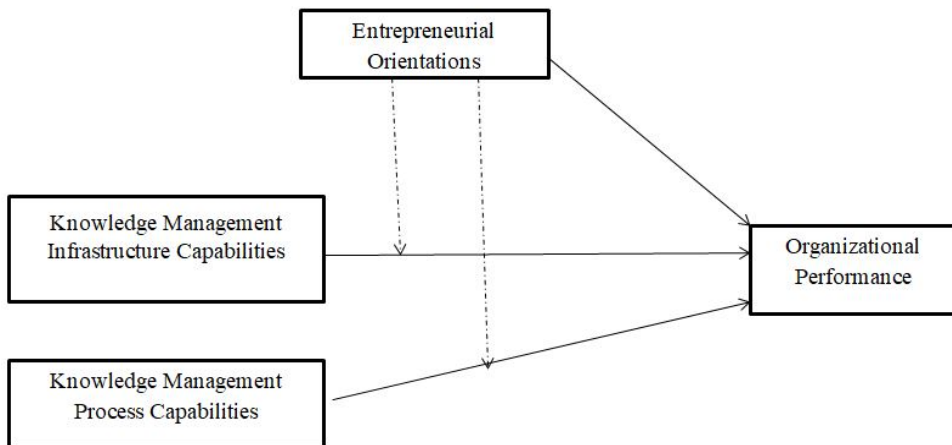 Entrepreneurial
Orientations
Knowledge Management
Infrastructure Capabilities
Organizational
Performance
Knowledge Management
Process Capabilities